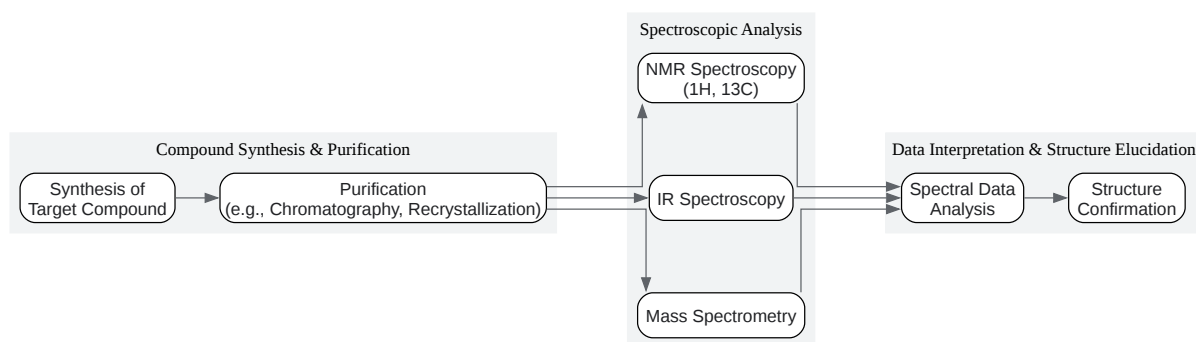 Spectroscopic Analysis
NMR Spectroscopy
(1H, 13C)
Compound Synthesis & Purification
Data Interpretation & Structure Elucidation
Synthesis of
Target Compound
Purification
(e.g., Chromatography, Recrystallization)
IR Spectroscopy
Spectral Data
Analysis
Structure
Confirmation
Mass Spectrometry